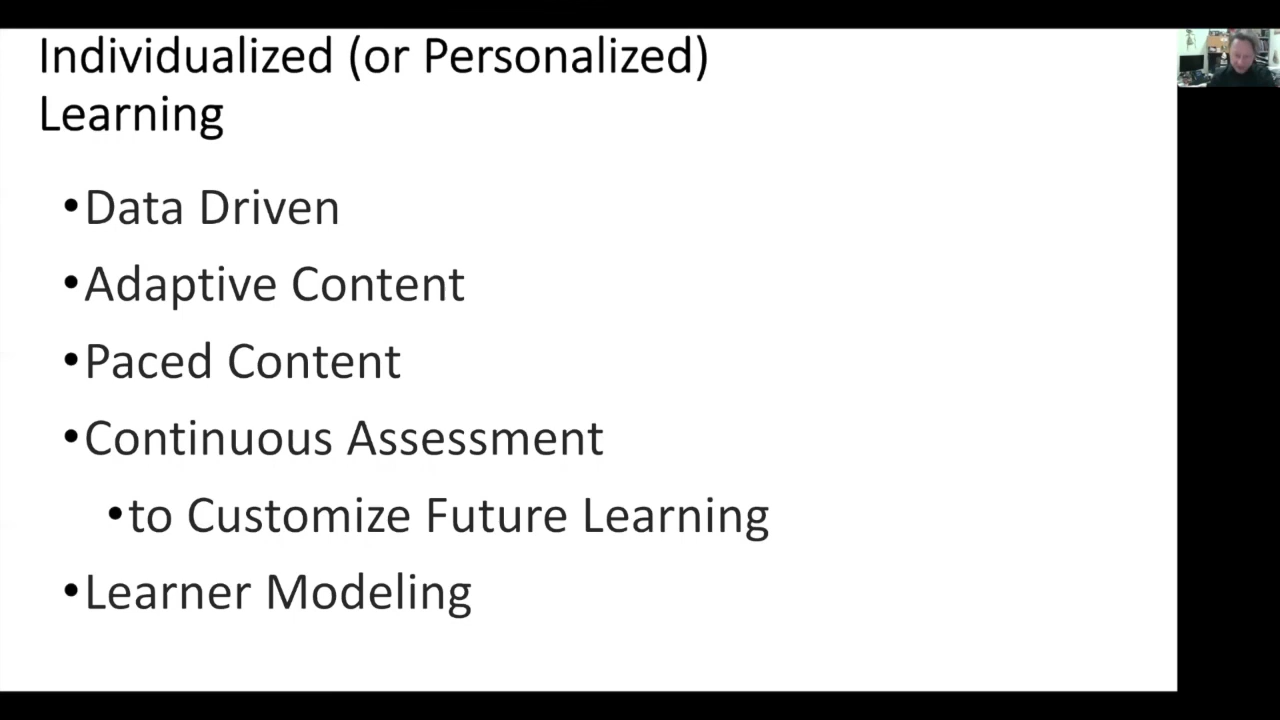 Individualized (or Personalized)
Learning
•Data Driven
•Adaptive Content
•Paced Content
•Continuous Assessment
•to Customize Future Learning
•Learner Modeling